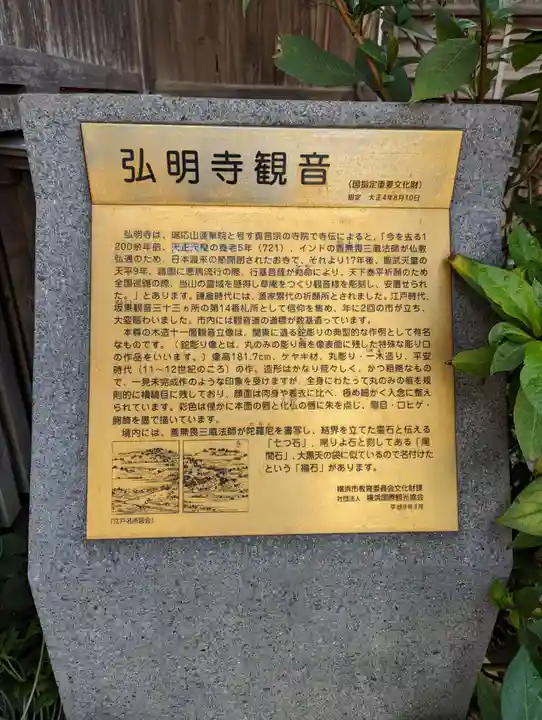 弘明寺観音
(国指定重要文化財)
指定 大正4年8月10日
弘明寺は、瑞応山蓮華院と号す真言宗の寺院で寺伝によると、「今を去る1
200余年前、元正天皇の養老5年(721)、インドの善無畏三蔵法師が仏教
弘通のため、日本渡来の節開創されたお寺で、それより17年後、聖武天皇の
天平9年、諸国に悪病流行の際、行基菩薩が勅命により、天下泰平祈願のため
全国巡錫の際、当山の霊域を感得し草庵をつくり観音様を彫刻し、安置せられ
た。」とあります。鎌倉時代には、源家累代の祈願所とされました。江戸時代、
坂東観音三十三ヵ所の第14番札所として信仰を集め、年に2回の市が立ち、
大変賑わいました。市内には観音道の道標が数基遺っています。
本尊の木造十一面観音立像は、関東に遺る鉈彫りの典型的な作例として有名
なものです。(鉈彫り像とは、丸のみの彫り痕を像表面に残した特殊な彫り口
の作品をいいます。)像高181.7cm、ケヤキ材、丸彫り・一木造り、平安
時代(11~12世紀のころ)の作、造形はかなり荒々しく、かつ粗略なもの
で、一見未完成作のような印象を受けますが、全身にわたって丸のみの痕を規
則的に横縞目に残しており、顔面は肉身や着衣に比べ、極め細かく入念に整え
られています。彩色は僅かに本面の唇と化仏の唇に朱を点じ、眉目・ロヒゲ・
胸飾を墨で描いています。
境内には、善無畏三蔵法師が陀羅尼を書写し、結界を立てた霊石と伝える
「七つ石」、尾りよ石と刻してある「尾
閭石」、大黒天の袋に似ているので名付けた
という「福石」があります。
横浜市教育委員会文化財課
社団法人 横浜国際観光協会
平成9年3月
(江戸名所図会)